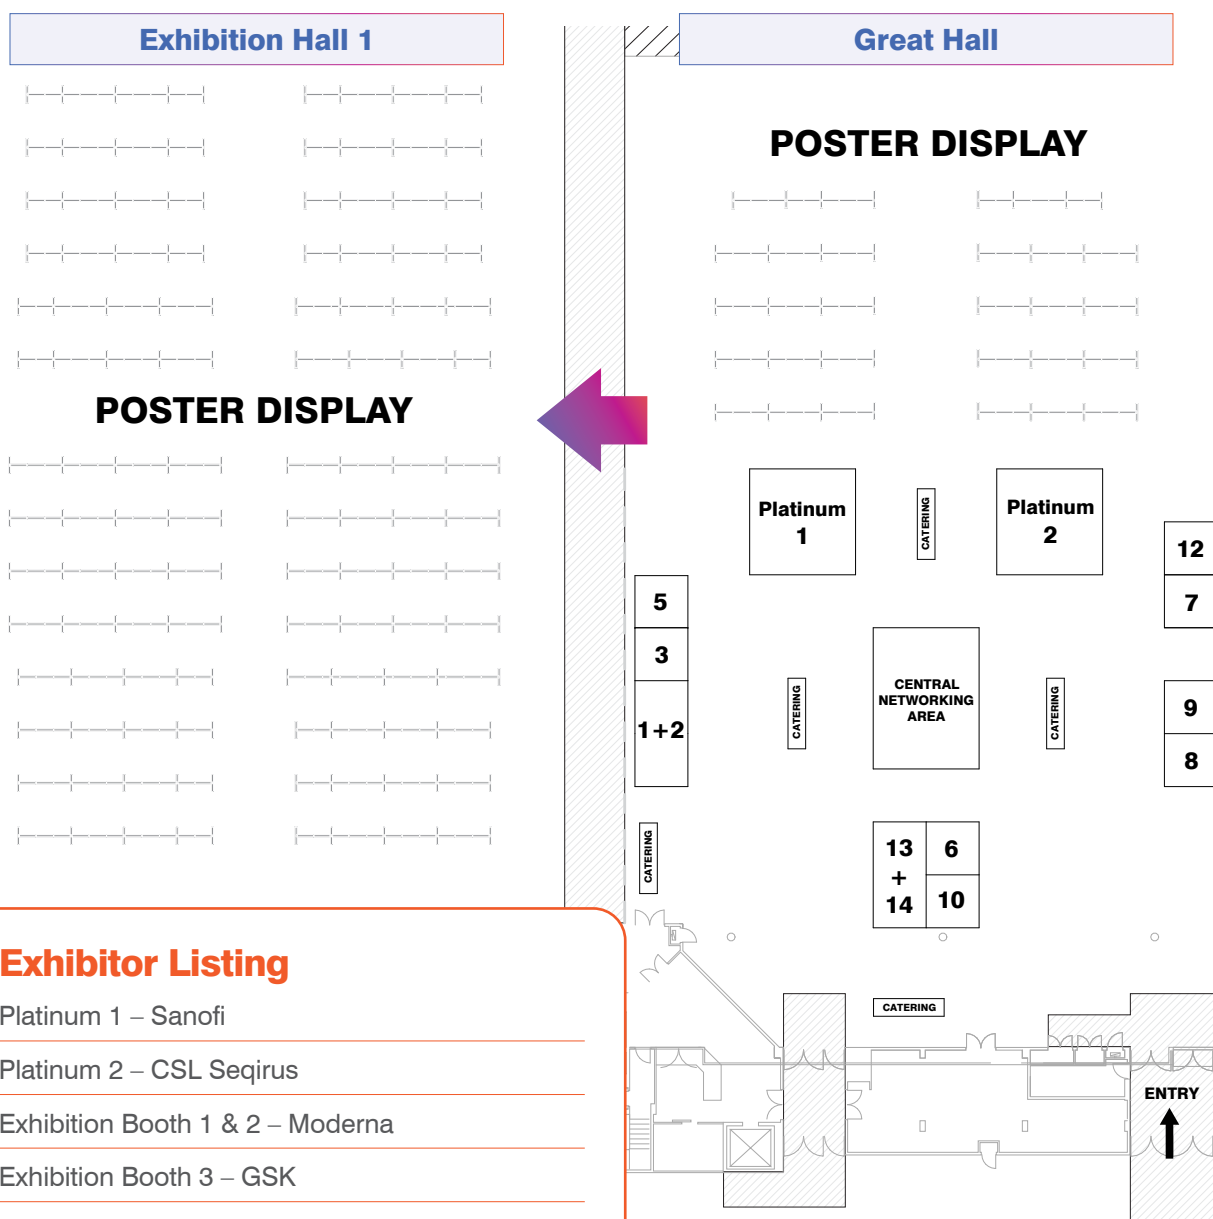 Exhibition Hall 1
Great Hall
POSTER DISPLAY
POSTER DISPLAY
Platinum
1
CATERING
Platinum
2
12
7
5
3
1+2
CATERING
CENTRAL
NETWORKING
AREA
CATERING
9
8
CATERING
13
+
14
6
10
CATERING
ENTRY
Exhibitor Listing
Platinum 1 – Sanofi
Platinum 2 – CSL Seqirus
Exhibition Booth 1 & 2 – Moderna
Exhibition Booth 3 – GSK